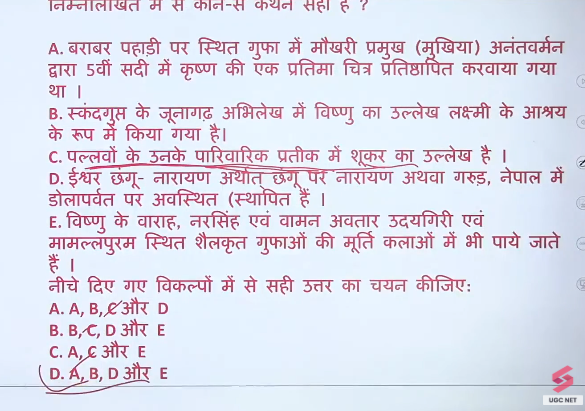 निम्नलिखित में से कौन-से कथन सही हैं ?
A. बराबर पहाड़ी पर स्थित गुफा में मौखरी प्रमुख (मुखिया) अनंतवर्मन
द्वारा 5वीं सदी में कृष्ण की एक प्रतिमा चित्र प्रतिष्ठापित करवाया गया
था ।
B. स्कंदगुप्त के जूनागढ़ अभिलेख में विष्णु का उल्लेख लक्ष्मी के आश्रय
के रूप में किया गया है।
C. पल्लवों के उनके पारिवारिक प्रतीक में शूकर का उल्लेख है ।
D. ईश्वर छंगू- नारायण अर्थात् छंगू पर नारायण अथवा गरुड़, नेपाल में
डोलापर्वत पर अवस्थित (स्थापित हैं ।
E. विष्णु के वाराह, नरसिंह एवं वामन अवतार उदयगिरी एवं
मामल्लपुरम स्थित शैलकृत गुफाओं की मूर्ति कलाओं में भी पाये जाते
हैं ।
नीचे दिए गए विकल्पों में से सही उत्तर का चयन कीजिए:
A. A, B, C और D
B. B, C, D और E
C. A, C और E
D. A, B, D और E
UGC NET